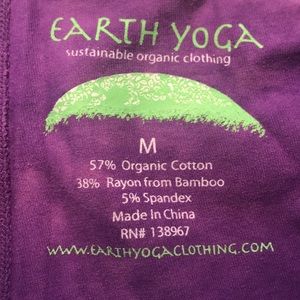 EARTH YOGA
sustainable organic clothing
M
57% Organic Cotton
38% Rayon from Bamboo
5% Spandex
Made In China
RN# 138967
WWW.EARTHYOGACLOTHING.COM